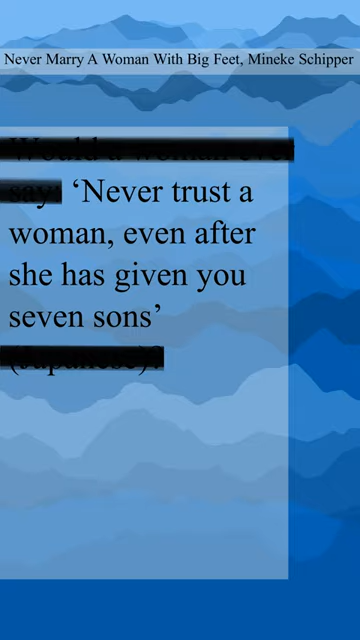 Never Marry A Woman With Big Feet, Mineke Schipper
‘Never trust a
woman, even after
she has given you
seven sons’